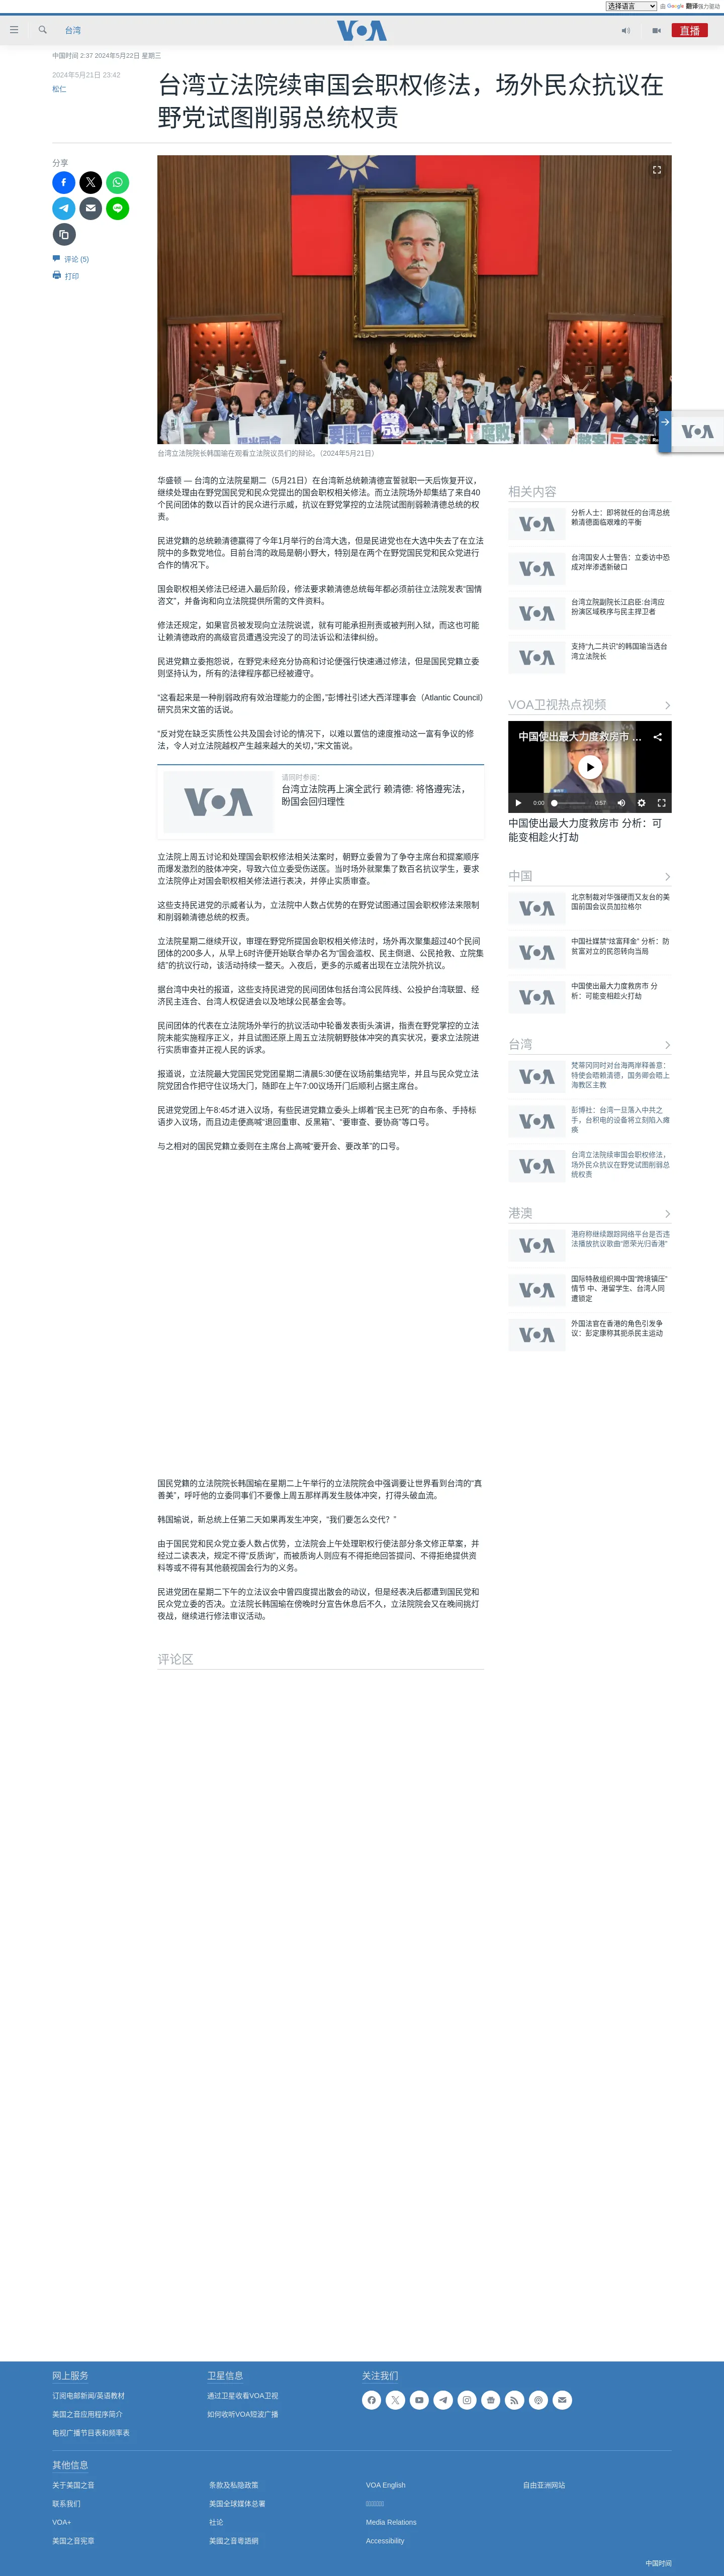 选择语言
由 Google 翻译强力驱动
台湾
VOA
直播
中国时间 2:37 2024年5月22日 星期三
2024年5月21日 23:42
松仁
台湾立法院续审国会职权修法，场外民众抗议在
野党试图削弱总统权责
分享
评论 (5)
打印
台湾立法院院长韩国瑜在观看立法院议员们的辩论。（2024年5月21日）
VOA
华盛顿 — 台湾的立法院星期二（5月21日）在台湾新总统赖清德宣誓就职一天后恢复开议，
继续处理由在野党国民党和民众党提出的国会职权相关修法。而立法院场外却集结了来自40
个民间团体的数以百计的民众进行示威，抗议在野党掌控的立法院试图削弱赖清德总统的权
责。
民进党籍的总统赖清德赢得了今年1月举行的台湾大选，但是民进党也在大选中失去了在立法
院中的多数党地位。目前台湾的政局是朝小野大，特别是在两个在野党国民党和民众党进行
合作的情况下。
国会职权相关修法已经进入最后阶段，修法要求赖清德总统每年都必须前往立法院发表“国情
咨文”，并备询和向立法院提供所需的文件资料。
修法还规定，如果官员被发现向立法院说谎，就有可能承担刑责或被判刑入狱，而这也可能
让赖清德政府的高级官员遭遇没完没了的司法诉讼和法律纠纷。
民进党籍立委抱怨说，在野党未经充分协商和讨论便强行快速通过修法，但是国民党籍立委
则坚持认为，所有的法律程序都已经被遵守。
“这看起来是一种削弱政府有效治理能力的企图，”彭博社引述大西洋理事会（Atlantic Council）
研究员宋文笛的话说。
“反对党在缺乏实质性公共及国会讨论的情况下，以难以置信的速度推动这一富有争议的修
法，令人对立法院越权产生越来越大的关切，”宋文笛说。
VOA
请同时参阅：
台湾立法院再上演全武行 赖清德: 将恪遵宪法，
盼国会回归理性
立法院上周五讨论和处理国会职权修法相关法案时，朝野立委曾为了争夺主席台和提案顺序
而爆发激烈的肢体冲突，导致六位立委受伤送医。当时场外就聚集了数百名抗议学生，要求
立法院停止对国会职权相关修法进行表决，并停止实质审查。
这些支持民进党的示威者认为，立法院中人数占优势的在野党试图通过国会职权修法来限制
和削弱赖清德总统的权责。
立法院星期二继续开议，审理在野党所提国会职权相关修法时，场外再次聚集超过40个民间
团体的200多人，从早上6时许便开始联合举办名为“国会滥权、民主倒退、公民抢救、立院集
结”的抗议行动，该活动持续一整天。入夜后，更多的示威者出现在立法院外抗议。
据台湾中央社的报道，这些支持民进党的民间团体包括台湾公民阵线、公投护台湾联盟、经
济民主连合、台湾人权促进会以及地球公民基金会等。
民间团体的代表在立法院场外举行的抗议活动中轮番发表街头演讲，指责在野党掌控的立法
院未能实施程序正义，并且试图还原上周五立法院朝野肢体冲突的真实状况，要求立法院进
行实质审查并正视人民的诉求。
报道说，立法院最大党国民党党团星期二清晨5:30便在议场前集结完毕，并且与民众党立法
院党团合作把守住议场大门，随即在上午7:00议场开门后顺利占据主席台。
民进党党团上午8:45才进入议场，有些民进党籍立委头上绑着“民主已死”的白布条、手持标
语步入议场，而且边走便高喊“退回重审、反黑箱”、“要审查、要协商”等口号。
与之相对的国民党籍立委则在主席台上高喊“要开会、要改革”的口号。
国民党籍的立法院院长韩国瑜在星期二上午举行的立法院院会中强调要让世界看到台湾的“真
善美”，呼吁他的立委同事们不要像上周五那样再发生肢体冲突，打得头破血流。
韩国瑜说，新总统上任第二天如果再发生冲突，“我们要怎么交代？”
由于国民党和民众党立委人数占优势，立法院会上午处理职权行使法部分条文修正草案，并
经过二读表决，规定不得“反质询”，而被质询人则应有不得拒绝回答提问、不得拒绝提供资
料等或不得有其他藐视国会行为的义务。
民进党团在星期二下午的立法议会中曾四度提出散会的动议，但是经表决后都遭到国民党和
民众党立委的否决。立法院长韩国瑜在傍晚时分宣告休息后不久，立法院院会又在晚间挑灯
夜战，继续进行修法审议活动。
评论区
相关内容
VOA
分析人士：即将就任的台湾总统
赖清德面临艰难的平衡
VOA
台湾国安人士警告：立委访中恐
成对岸渗透新破口
VOA
台湾立院副院长江启臣:台湾应
扮演区域秩序与民主捍卫者
VOA
支持“九二共识”的韩国瑜当选台
湾立法院长
VOA卫视热点视频
中国使出最大力度救房市 ...
0:00
0:57
中国使出最大力度救房市 分析：可
能变相趁火打劫
中国
VOA
北京制裁对华强硬而又友台的美
国前国会议员加拉格尔
VOA
中国社媒禁“炫富拜金” 分析：防
贫富对立的民怨转向当局
VOA
中国使出最大力度救房市 分
析：可能变相趁火打劫
台湾
VOA
梵蒂冈同时对台海两岸释善意：
特使会晤赖清德，国务卿会晤上
海教区主教
VOA
彭博社：台湾一旦落入中共之
手，台积电的设备将立刻陷入瘫
痪
VOA
台湾立法院续审国会职权修法，
场外民众抗议在野党试图削弱总
统权责
港澳
VOA
港府称继续跟踪网络平台是否违
法播放抗议歌曲“愿荣光归香港”
VOA
国际特赦组织揭中国“跨境镇压”
情节 中、港留学生、台湾人同
遭锁定
VOA
外国法官在香港的角色引发争
议：彭定康称其扼杀民主运动
网上服务
订阅电邮新闻/英语教材
美国之音应用程序简介
电视广播节目表和频率表
卫星信息
通过卫星收看VOA卫视
如何收听VOA短波广播
关注我们
其他信息
关于美国之音
联系我们
VOA+
美国之音宪章
条款及私隐政策
美国全球媒体总署
社论
美國之音粵語網
VOA English
Media Relations
Accessibility
自由亚洲网站
中国时间